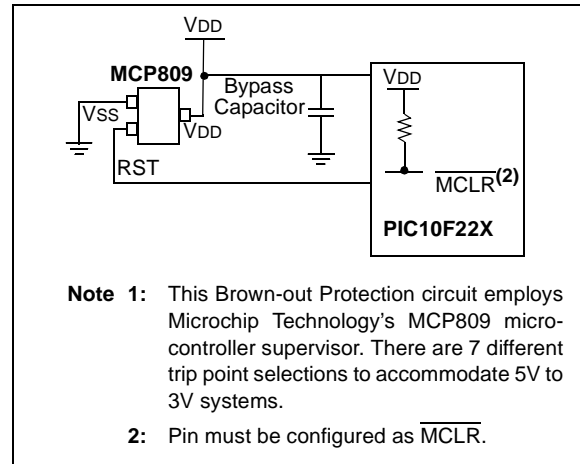 VDD
MCP809
Bypass
Capacitor
VDD
VSS
VDD
RST
MCLR(2)
PIC10F22X
Note 1: This Brown-out Protection circuit employs
Microchip Technology's MCP809 micro-
controller supervisor. There are 7 different
trip point selections to accommodate 5V to
3V systems.
2: Pin must be configured as MCLR.